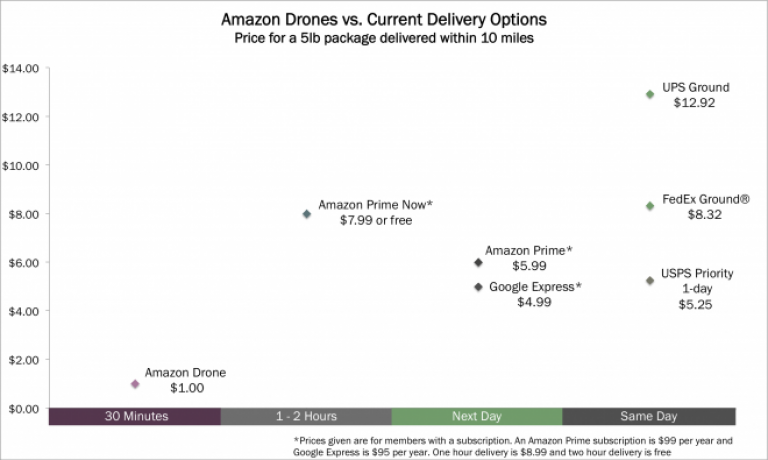 Amazon Drones vs. Current Delivery Options
Price for a 5lb package delivered within 10 miles
$14.00
$12.00
$10.00
$8.00
$6.00
$4.00
$2.00
$0.00
UPS Ground
$12.92
FedEx Ground®
$8.32
Amazon Prime Now*
$7.99 or free
Amazon Prime*
$5.99
Google Express*
$4.99
USPS Priority
1-day
$5.25
Amazon Drone
$1.00
30 Minutes
1 - 2 Hours
Next Day
Same Day
*Prices given are for members with a subscription. An Amazon Prime subscription is $99 per year and
Google Express is $95 per year. One hour delivery is $8.99 and two hour delivery is free